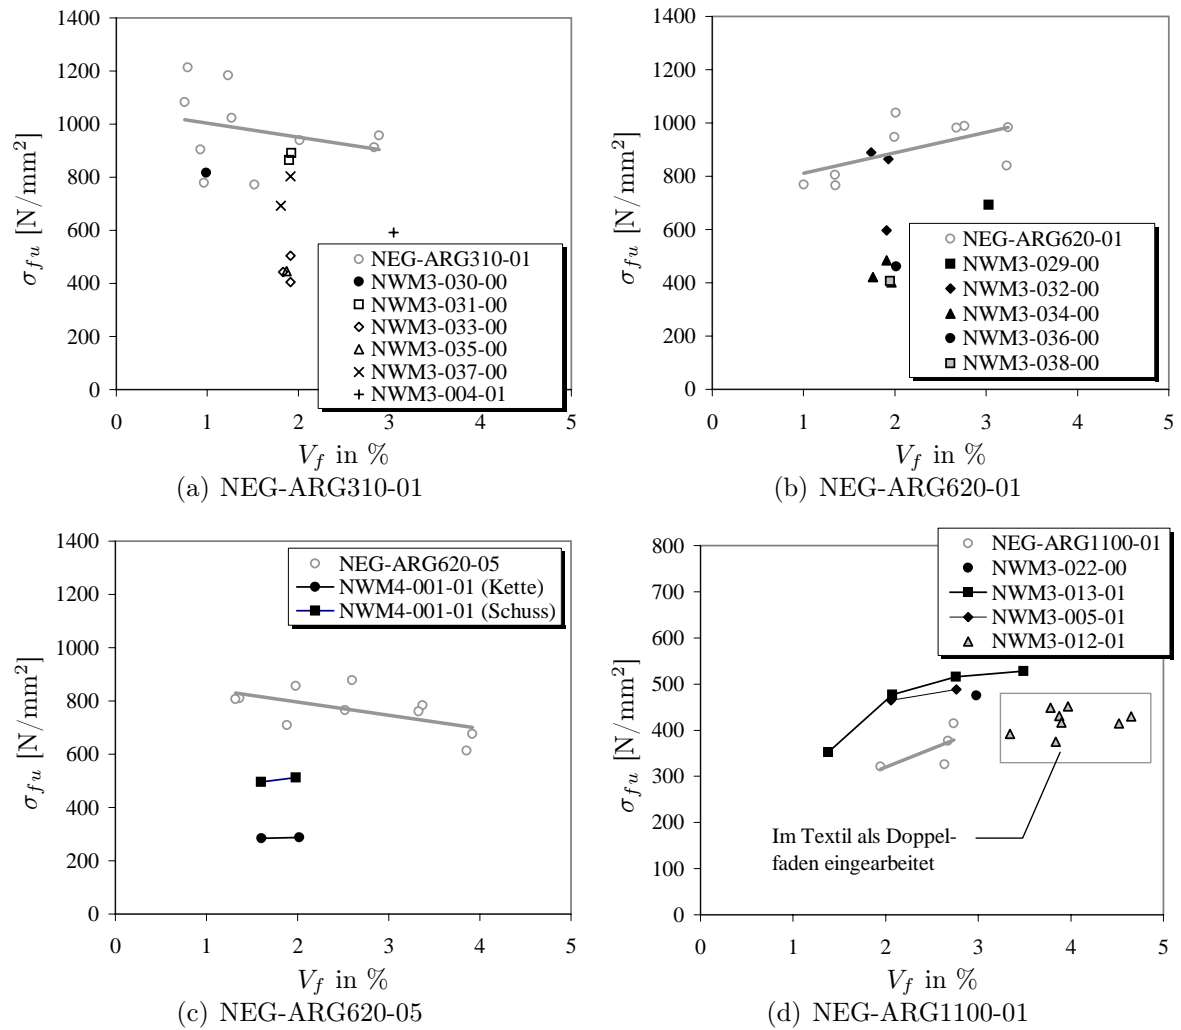 1400
1200
1000
800
600
400
200
0
σfu [N/mm²]
0 1 2 3 4 5
Vf in %
NEG-ARG310-01
NWM3-030-00
NWM3-031-00
NWM3-033-00
NWM3-035-00
NWM3-037-00
NWM3-004-01
(a) NEG-ARG310-01
1400
1200
1000
800
600
400
200
0
σfu [N/mm²]
0 1 2 3 4 5
Vf in %
NEG-ARG620-01
NWM3-029-00
NWM3-032-00
NWM3-034-00
NWM3-036-00
NWM3-038-00
(b) NEG-ARG620-01
1400
1200
1000
800
600
400
200
0
σfu [N/mm²]
0 1 2 3 4 5
Vf in %
NEG-ARG620-05
NWM4-001-01 (Kette)
NWM4-001-01 (Schuss)
(c) NEG-ARG620-05
800
700
600
500
400
300
200
100
0
σfu [N/mm²]
0 1 2 3 4 5
Vf in %
NEG-ARG1100-01
NWM3-022-00
NWM3-013-01
NWM3-005-01
NWM3-012-01
Im Textil als Doppel-
faden eingearbeitet
(d) NEG-ARG1100-01